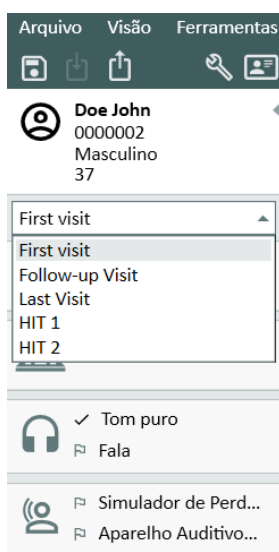 Arquivo Visão Ferramentas
Doe John
0000002
Masculino
37
First visit
First visit
Follow-up Visit
Last Visit
HIT 1
HIT 2
Tom puro
Fala
Simulador de Perd...
Aparelho Auditivo...